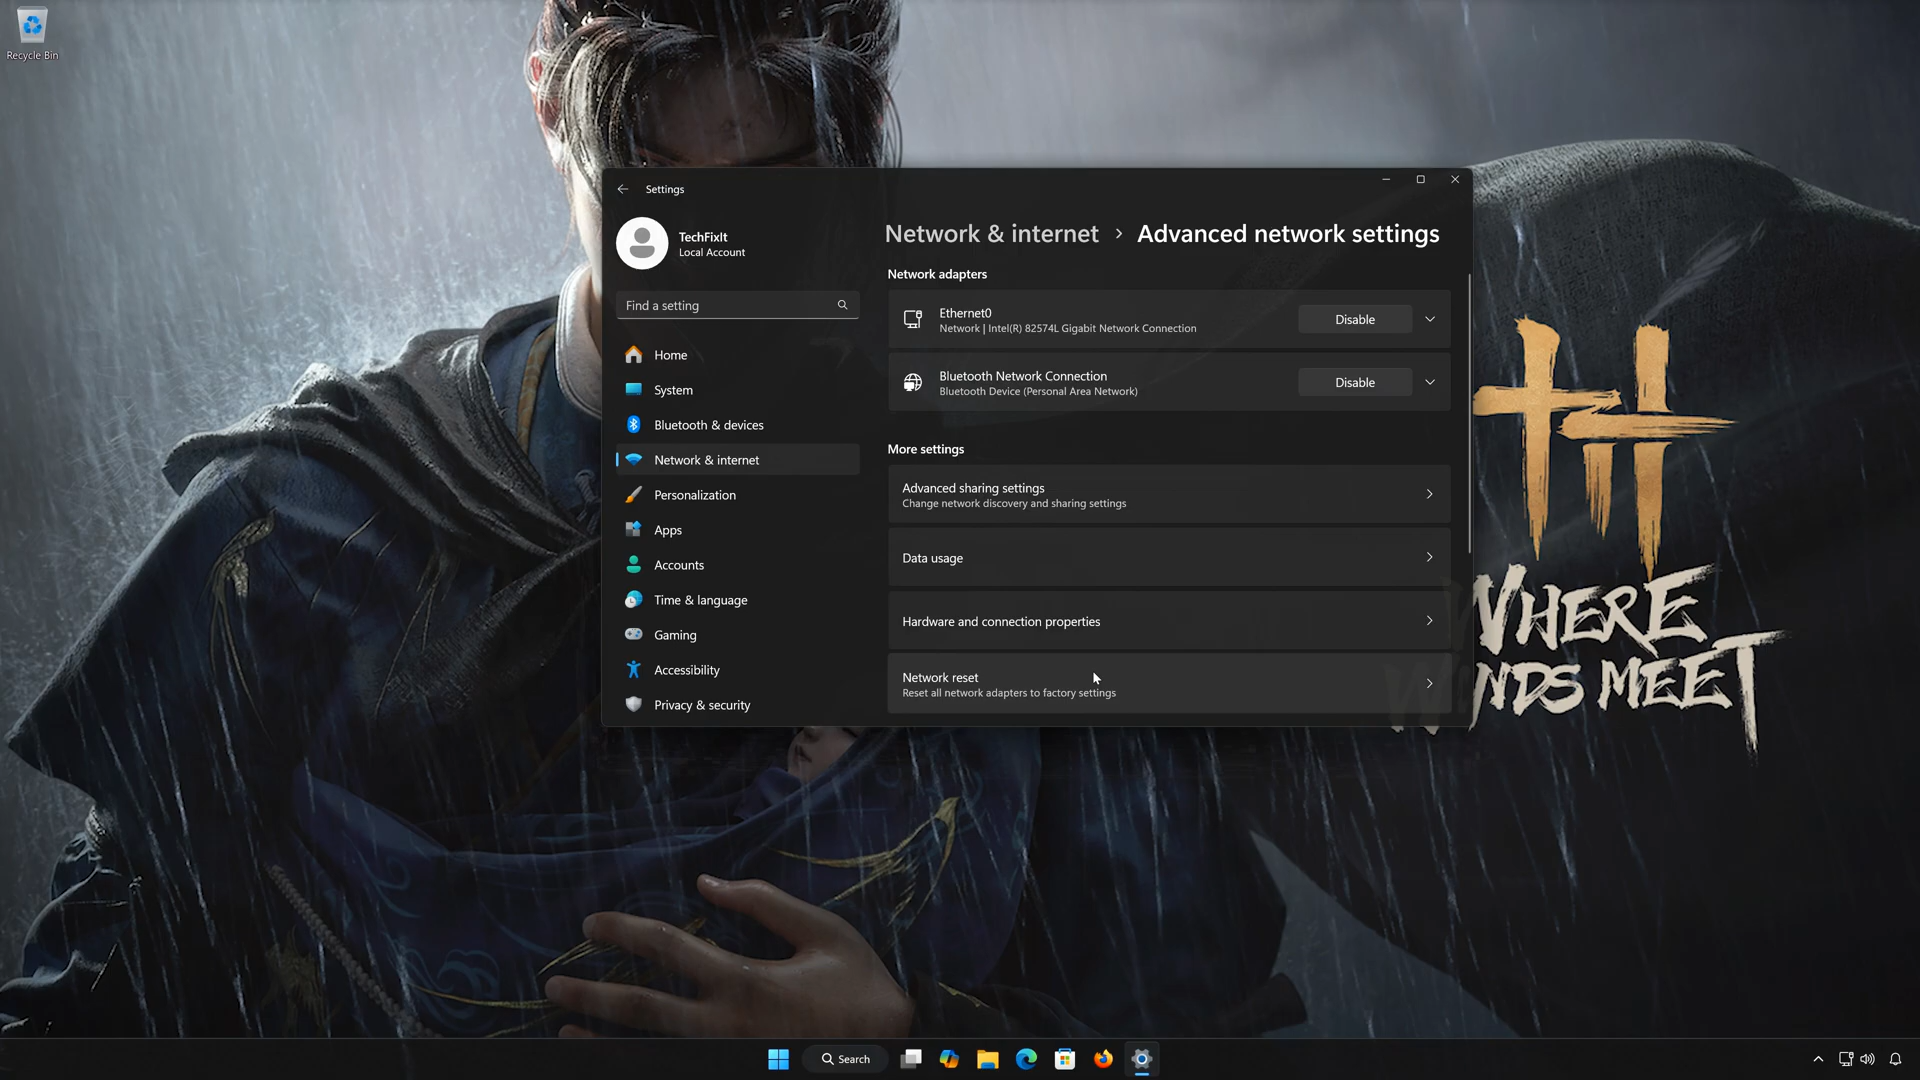 Recycle Bin
Settings
TechFixIt
Local Account
Find a setting
Home
System
Bluetooth & devices
Network & internet
Personalization
Apps
Accounts
Time & language
Gaming
Accessibility
Privacy & security
Network & internet > Advanced network settings
Network adapters
Ethernet0
Network | Intel(R) 82574L Gigabit Network Connection
Disable
Bluetooth Network Connection
Bluetooth Device (Personal Area Network)
Disable
More settings
Advanced sharing settings
Change network discovery and sharing settings
Data usage
Hardware and connection properties
Network reset
Reset all network adapters to factory settings
WHERE
WINDS MEET
Search